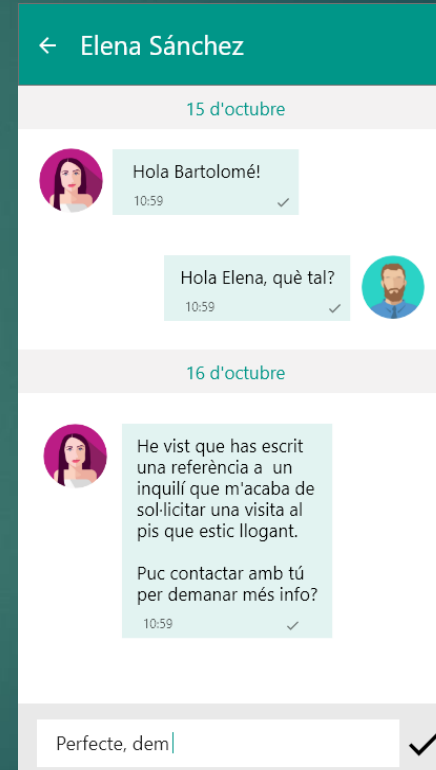 Elena Sánchez
15 d'octubre
Hola Bartolomé!
10:59
Hola Elena, què tal?
10:59
16 d'octubre
He vist que has escrit
una referència a un
inquilí que m'acaba de
sol·licitar una visita al
pis que estic llogant.
Puc contactar amb tú
per demanar més info?
10:59
Perfecte, dem